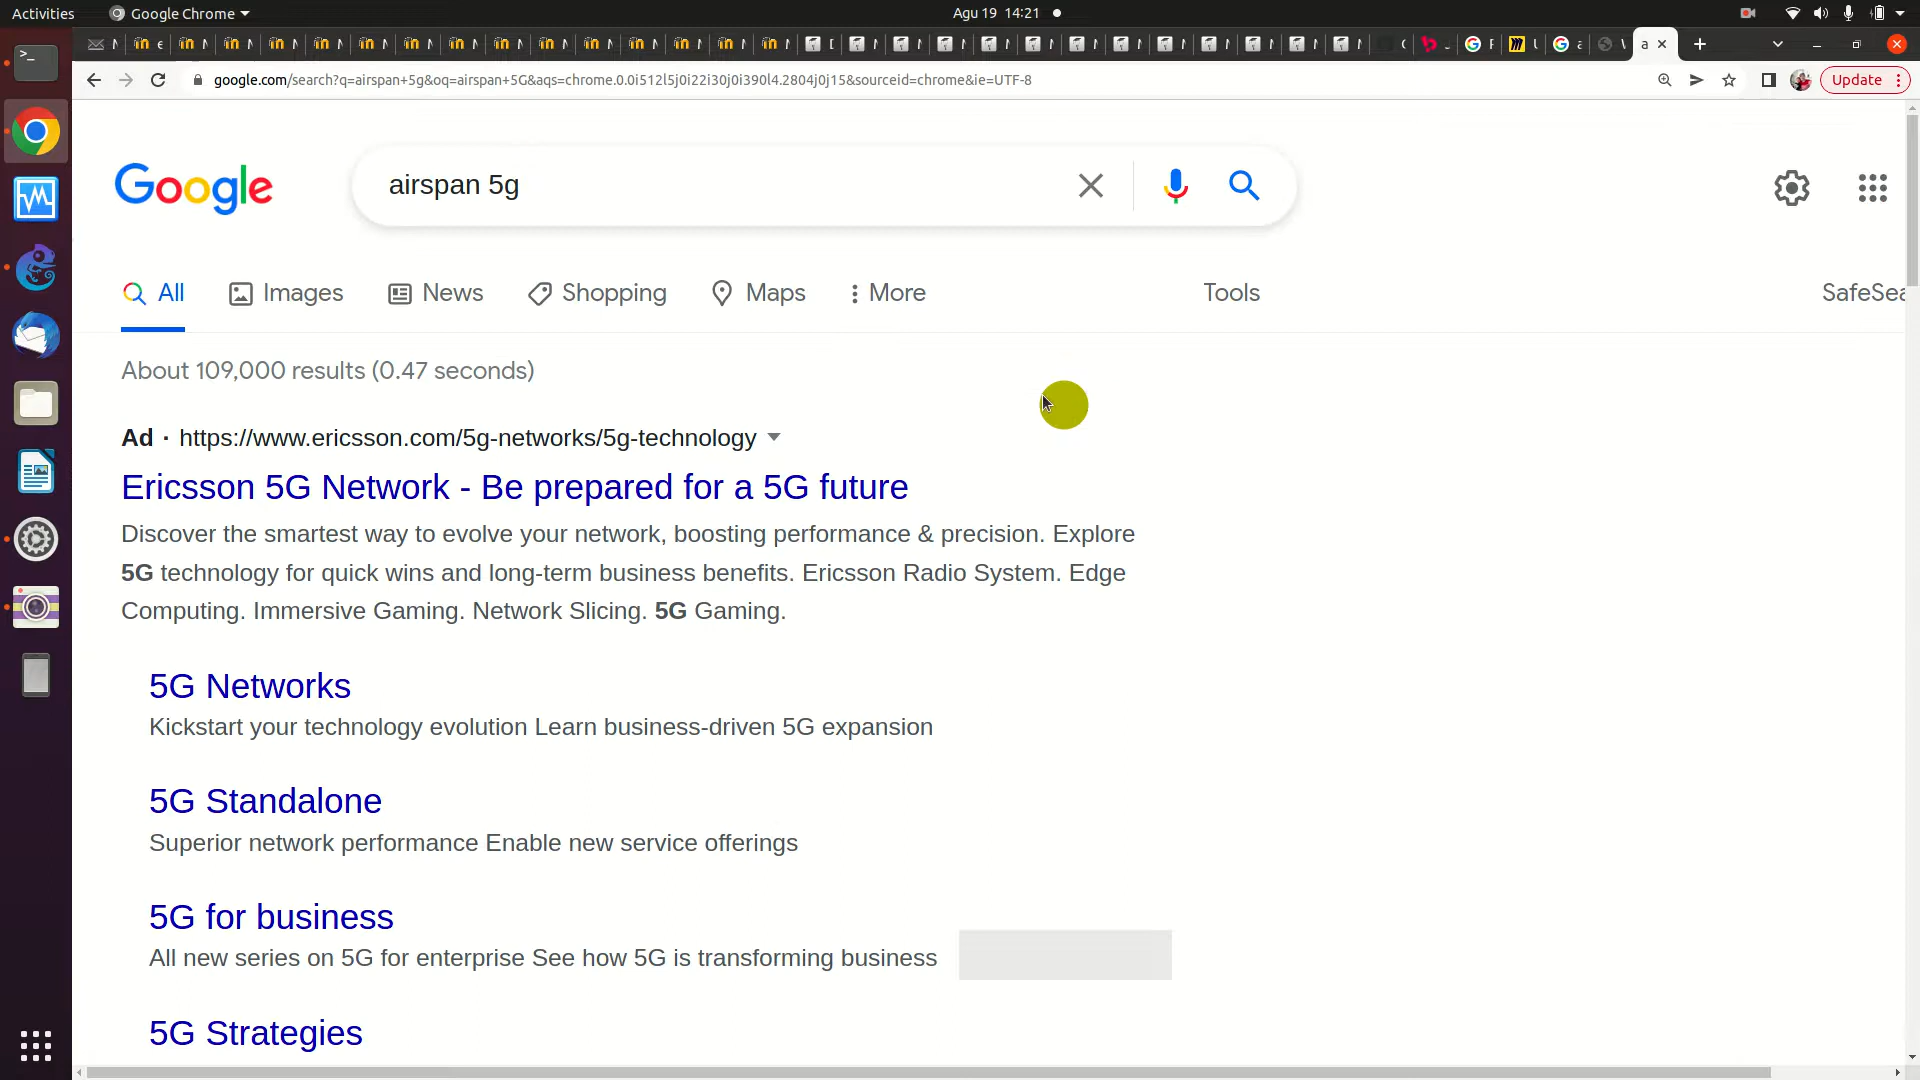 Activities
Google Chrome
Agu 19 14:21
google.com/search?q=airspan+5g&oq=airspan+5G&aqs=chrome.0.0i512l5j0i22i30j0i390l4.2804j0j15&sourceid=chrome&ie=UTF-8
Update
Google
airspan 5g
All
Images
News
Shopping
Maps
More
Tools
SafeSea
About 109,000 results (0.47 seconds)
Ad · https://www.ericsson.com/5g-networks/5g-technology
Ericsson 5G Network - Be prepared for a 5G future
Discover the smartest way to evolve your network, boosting performance & precision. Explore
5G technology for quick wins and long-term business benefits. Ericsson Radio System. Edge
Computing. Immersive Gaming. Network Slicing. 5G Gaming.
5G Networks
Kickstart your technology evolution Learn business-driven 5G expansion
5G Standalone
Superior network performance Enable new service offerings
5G for business
All new series on 5G for enterprise See how 5G is transforming business
5G Strategies